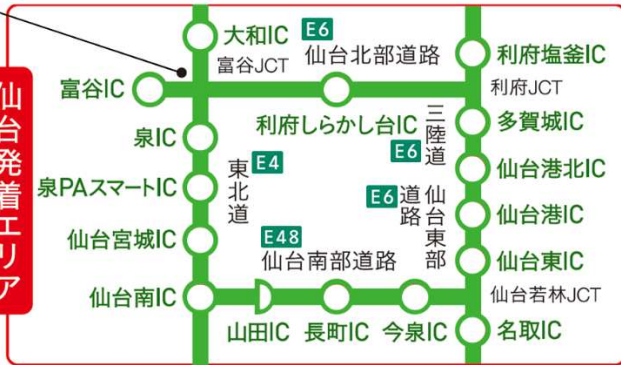 仙台発着エリア
大和IC
E6
仙台北部道路
利府塩釜IC
富谷JCT
利府JCT
富谷IC
利府しらかし台IC
多賀城IC
三陸道
E6
泉IC
仙台港北IC
東北道
E4
泉PAスマートIC
E6
仙台東部道路
仙台港IC
E48
仙台宮城IC
仙台南部道路
仙台東IC
仙台南IC
仙台若林JCT
山田IC
長町IC
今泉IC
名取IC